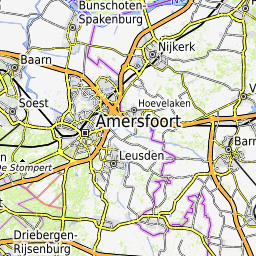 Bunschoten-
Spakenburg
Nijkerk
Baarn
Soest
Hoevelaken
Amersfoort
Barn
De Stompert
Leusden
Driebergen-
Rijsenburg